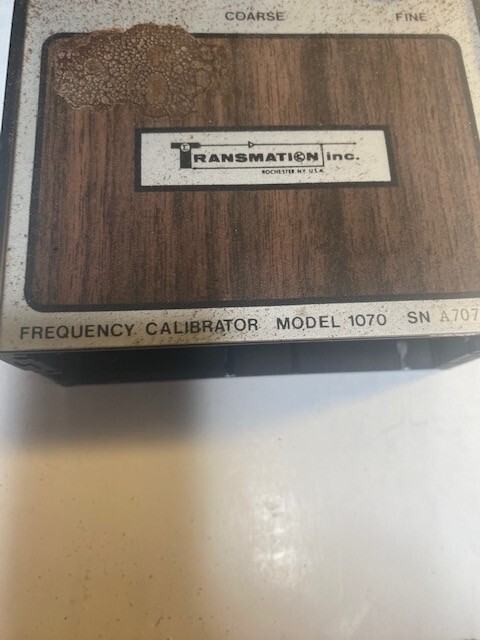 COARSE FINE
TRANSMATION inc.
ROCHESTER N.Y. U.S.A.
FREQUENCY CALIBRATOR MODEL 1070 SN A707